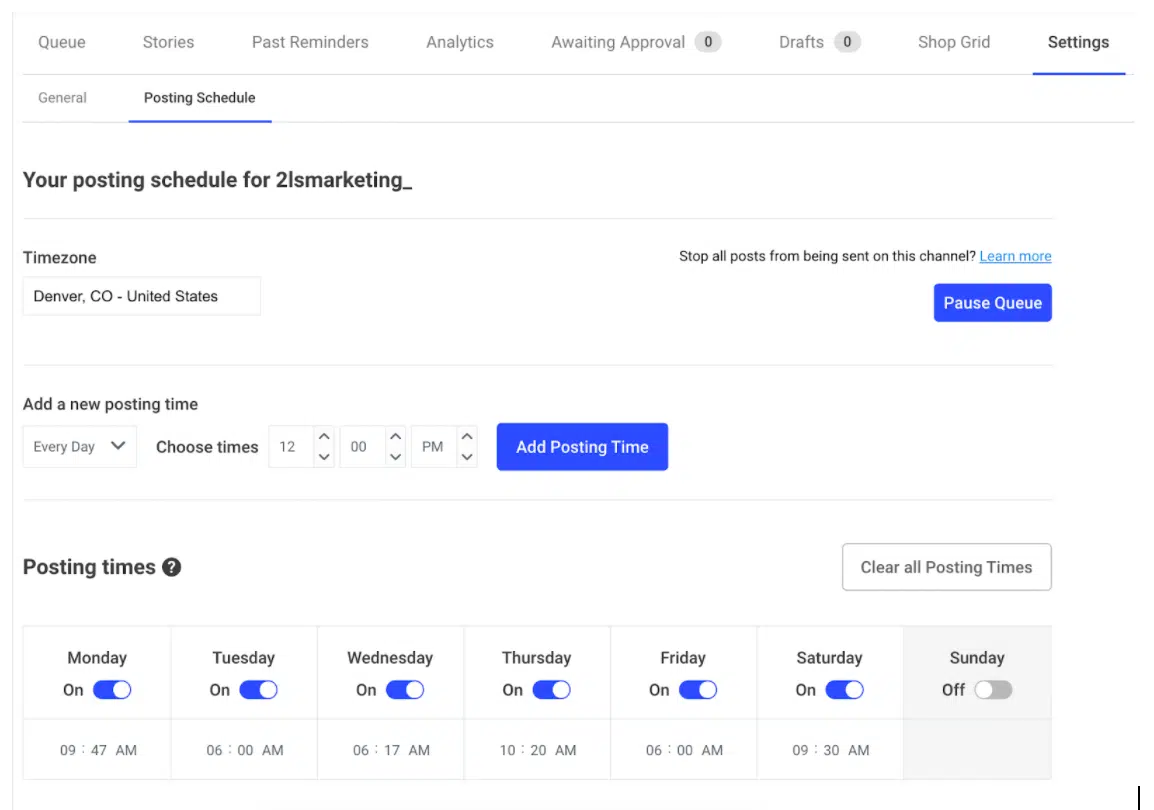 Queue Stories Past Reminders Analytics Awaiting Approval 0 Drafts 0 Shop Grid Settings
General Posting Schedule
Your posting schedule for 2lsmarketing_
Timezone
Stop all posts from being sent on this channel? Learn more
Denver, CO - United States
Pause Queue
Add a new posting time
Every Day Choose times 12 00 PM Add Posting Time
Posting times ?
Clear all Posting Times
Monday Tuesday Wednesday Thursday Friday Saturday Sunday
On On On On On On Off
09 : 47 AM 06 : 00 AM 06 : 17 AM 10 : 20 AM 06 : 00 AM 09 : 30 AM